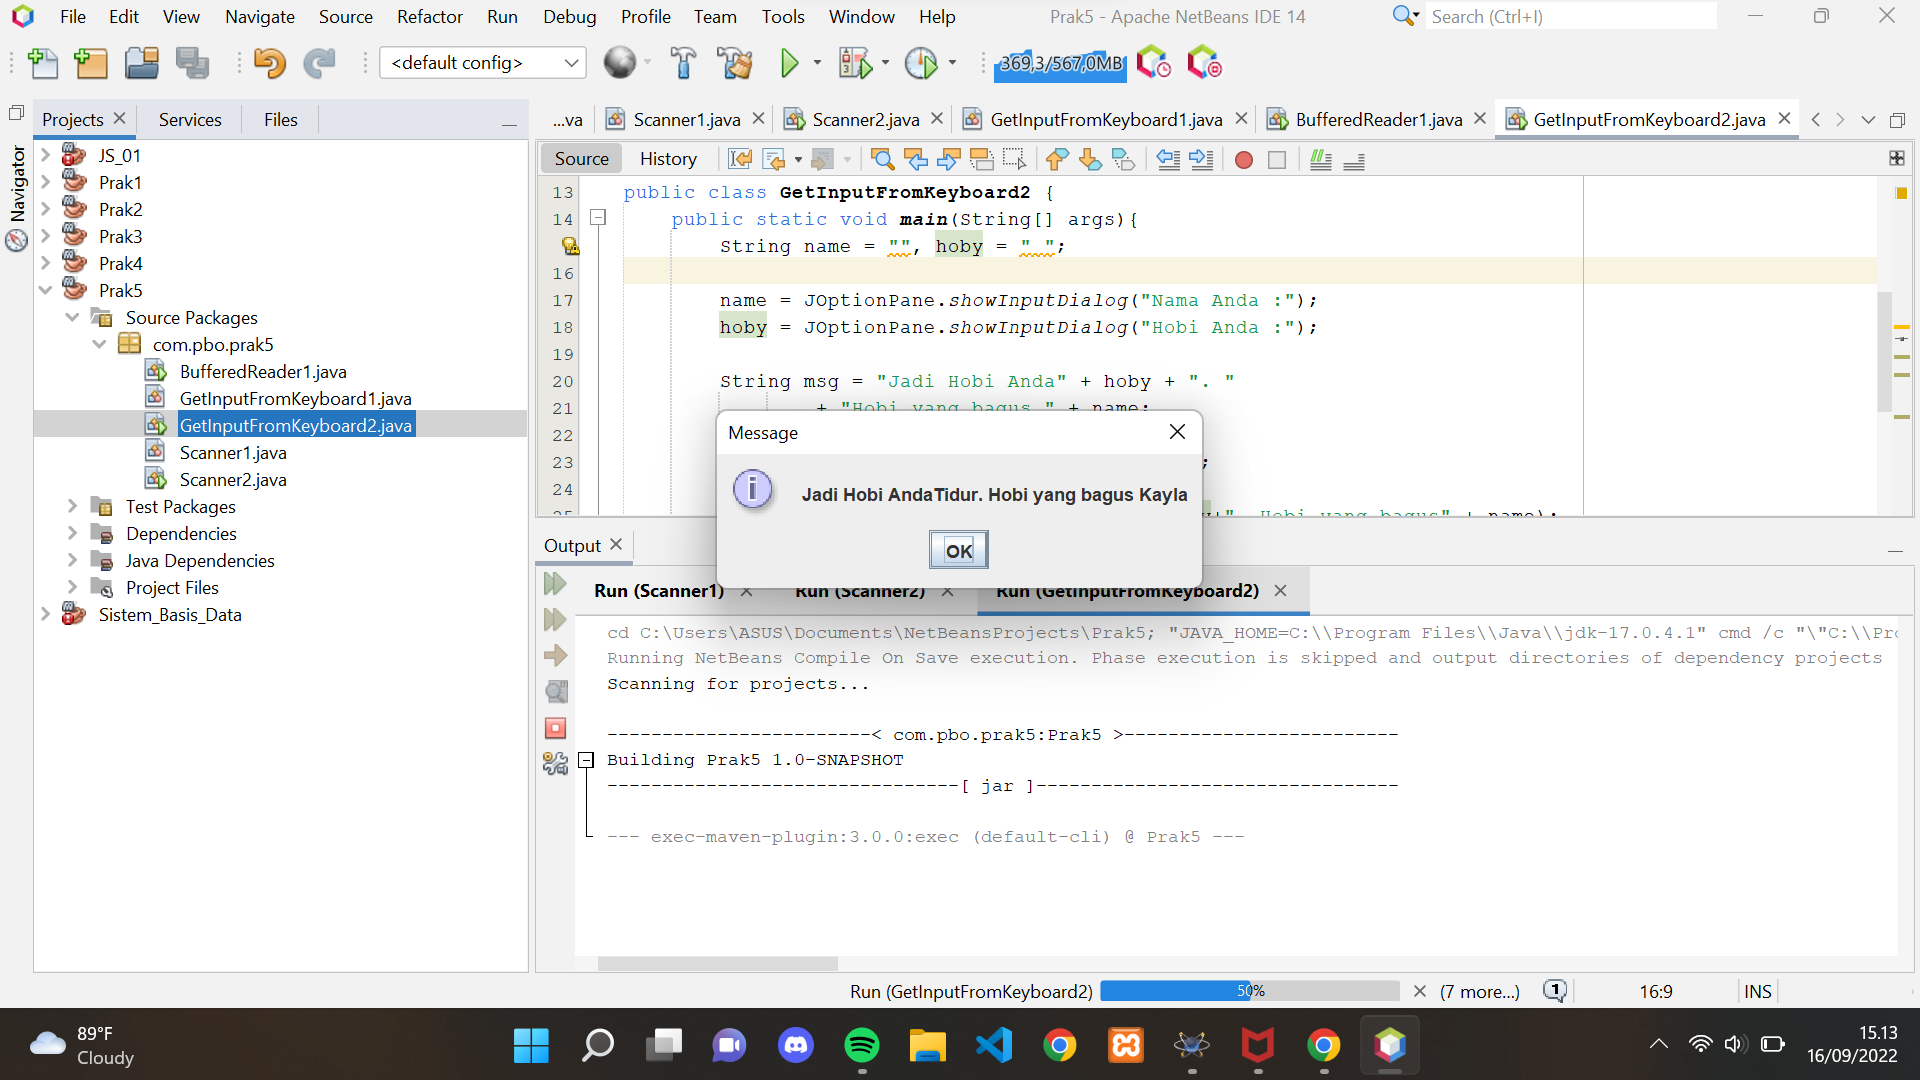 File Edit View Navigate Source Refactor Run Debug Profile Team Tools Window Help
Prak5 - Apache NetBeans IDE 14
Search (Ctrl+I)
<default config>
369,3/567,0MB
Projects
Services
Files
...va
Scanner1.java
Scanner2.java
GetInputFromKeyboard1.java
BufferedReader1.java
GetInputFromKeyboard2.java
Navigator
JS_01
Prak1
Prak2
Prak3
Prak4
Prak5
Source Packages
com.pbo.prak5
BufferedReader1.java
GetInputFromKeyboard1.java
GetInputFromKeyboard2.java
Scanner1.java
Scanner2.java
Test Packages
Dependencies
Java Dependencies
Project Files
Sistem_Basis_Data
Source
History
13 public class GetInputFromKeyboard2 {
14 public static void main(String[] args){
String name = "", hoby = " ";
16
17 name = JOptionPane.showInputDialog("Nama Anda :");
18 hoby = JOptionPane.showInputDialog("Hobi Anda :");
19
20 String msg = "Jadi Hobi Anda" + hoby + ". "
21 + "Hobi yang bagus " + name;
22
23 ;
24
25 +". Hobi yang bagus" + name);
Message
Jadi Hobi AndaTidur. Hobi yang bagus Kayla
OK
Output
Run (Scanner1)
Run (Scanner2)
Run (GetInputFromKeyboard2)
cd C:\Users\ASUS\Documents\NetBeansProjects\Prak5; "JAVA_HOME=C:\\Program Files\\Java\\jdk-17.0.4.1" cmd /c "\"C:\\Pro
Running NetBeans Compile On Save execution. Phase execution is skipped and output directories of dependency projects
Scanning for projects...
------------------------< com.pbo.prak5:Prak5 >-------------------------
Building Prak5 1.0-SNAPSHOT
--------------------------------[ jar ]---------------------------------
--- exec-maven-plugin:3.0.0:exec (default-cli) @ Prak5 ---
Run (GetInputFromKeyboard2)
50%
(7 more...)
1
16:9
INS
89°F
Cloudy
15.13
16/09/2022